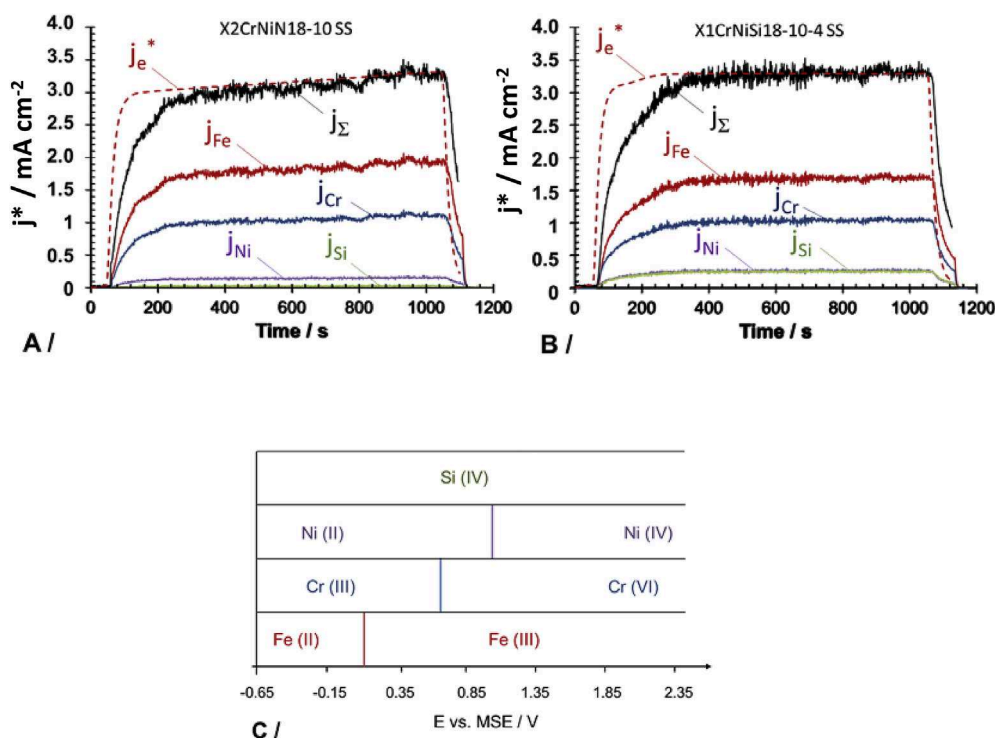 X2CrNiN18-10 SS
j* / mA cm-2
4.0
3.5
3.0
2.5
2.0
1.5
1
0.5
0
je*
jΣ
jFe
jCr
jNi
jSi
0 200 400 600 800 1000 1200
Time / s
A /
X1CrNiSi18-10-4 SS
j* / mA cm-2
4.0
3.5
3.0
2.5
2.0
1.5
1
0.5
0
je*
jΣ
jFe
jCr
jNi
jSi
0 200 400 600 800 1000 1200
Time / s
B /
Si (IV)
Ni (II) Ni (IV)
Cr (III) Cr (VI)
Fe (II) Fe (III)
-0.65 -0.15 0.35 0.85 1.35 1.85 2.35
E vs. MSE / V
C /